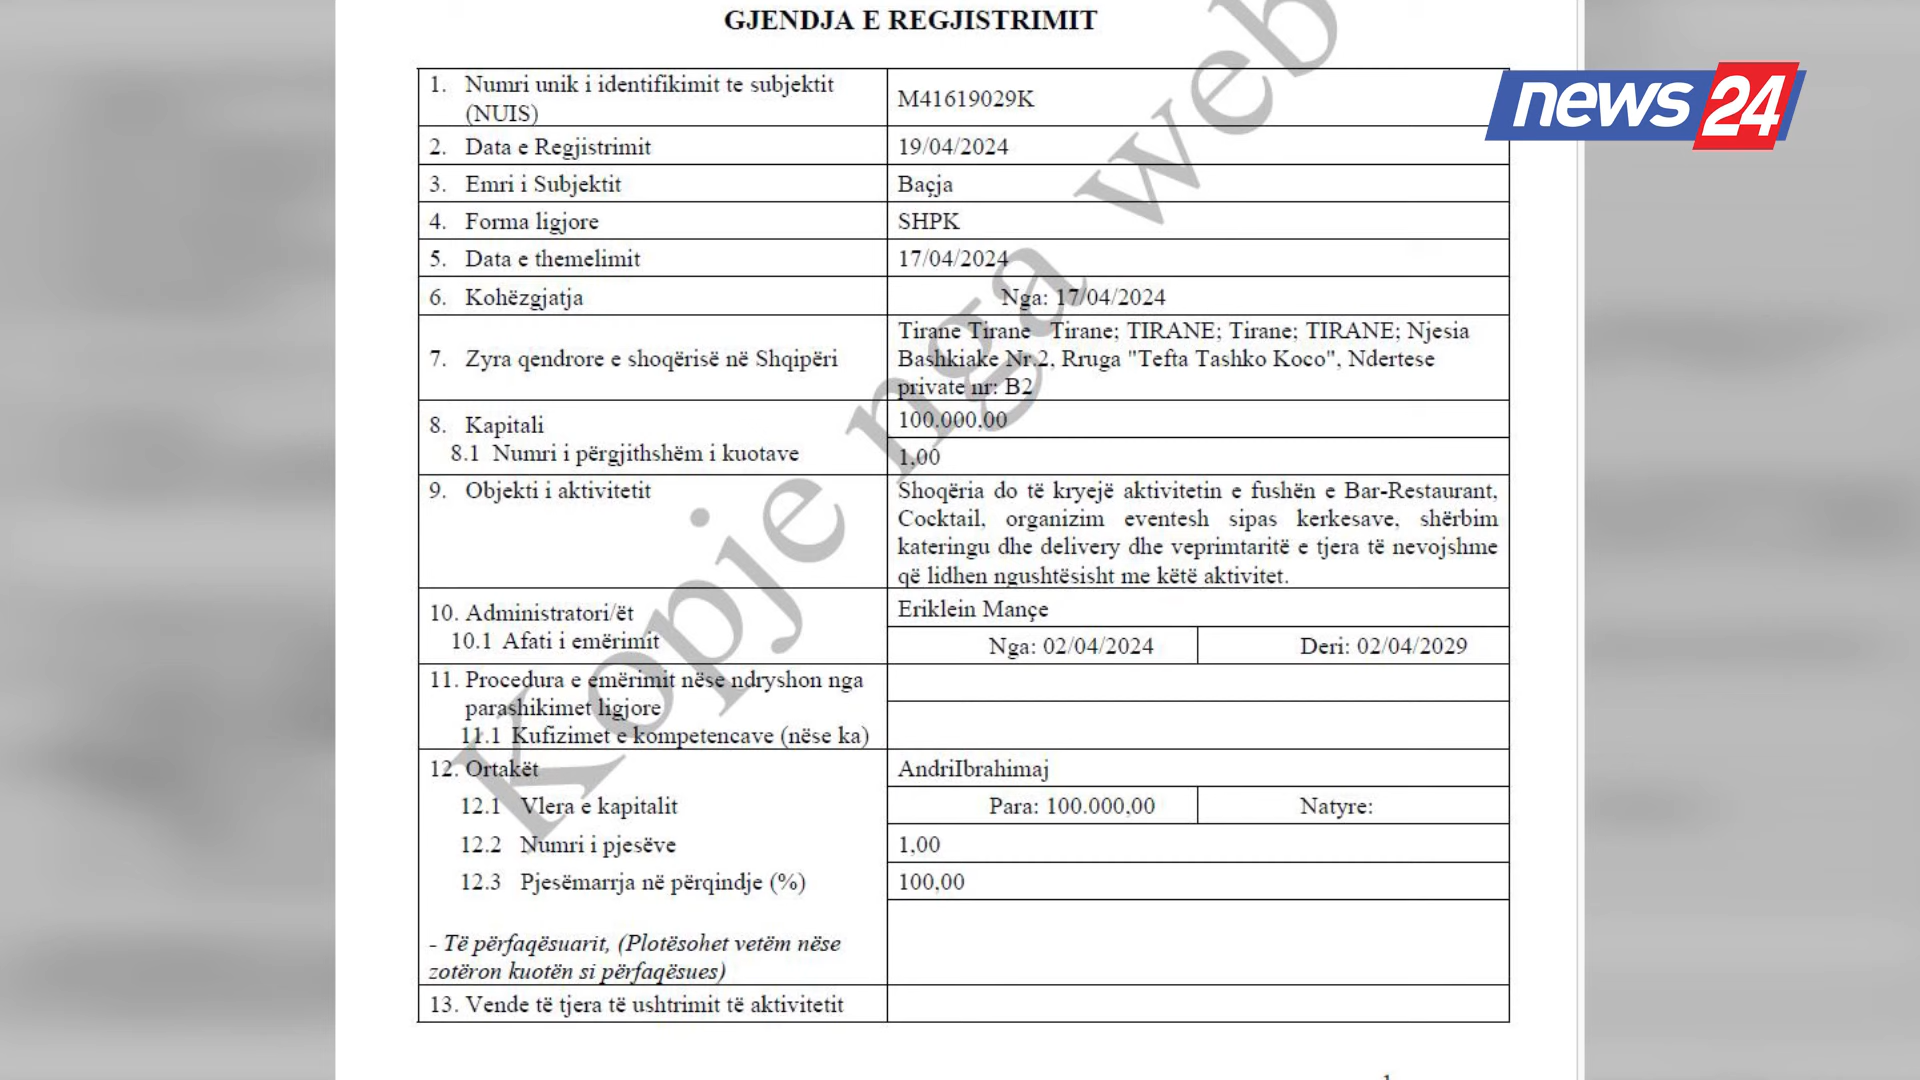 GJENDJA E REGJISTRIMIT
news 24
1. Numri unik i identifikimit te subjektit
(NUIS)
M41619029K
2. Data e Regjistrimit
19/04/2024
3. Emri i Subjektit
Baçja
4. Forma ligjore
SHPK
5. Data e themelimit
17/04/2024
6. Kohëzgjatja
Nga: 17/04/2024
7. Zyra qendrore e shoqërisë në Shqipëri
Tirane Tirane Tirane; TIRANE; Tirane; TIRANE; Njesia
Bashkiake Nr.2, Rruga "Tefta Tashko Koco", Ndertese
private nr: B2
8. Kapitali
100.000,00
8.1 Numri i përgjithshëm i kuotave
1,00
9. Objekti i aktivitetit
Shoqëria do të kryejë aktivitetin e fushën e Bar-Restaurant,
Cocktail, organizim eventesh sipas kerkesave, shërbim
kateringu dhe delivery dhe veprimtaritë e tjera të nevojshme
që lidhen ngushtësisht me këtë aktivitet.
10. Administratori/ët
Eriklein Mançe
10.1 Afati i emërimit
Nga: 02/04/2024 Deri: 02/04/2029
11. Procedura e emërimit nëse ndryshon nga
parashikimet ligjore
11.1 Kufizimet e kompetencave (nëse ka)
12. Ortakët
AndriIbrahimaj
12.1 Vlera e kapitalit
Para: 100.000,00 Natyre:
12.2 Numri i pjesëve
1,00
12.3 Pjesëmarrja në përqindje (%)
100,00
- Të përfaqësuarit, (Plotësohet vetëm nëse
zotëron kuotën si përfaqësues)
13. Vende të tjera të ushtrimit të aktivitetit
Kopje nga web